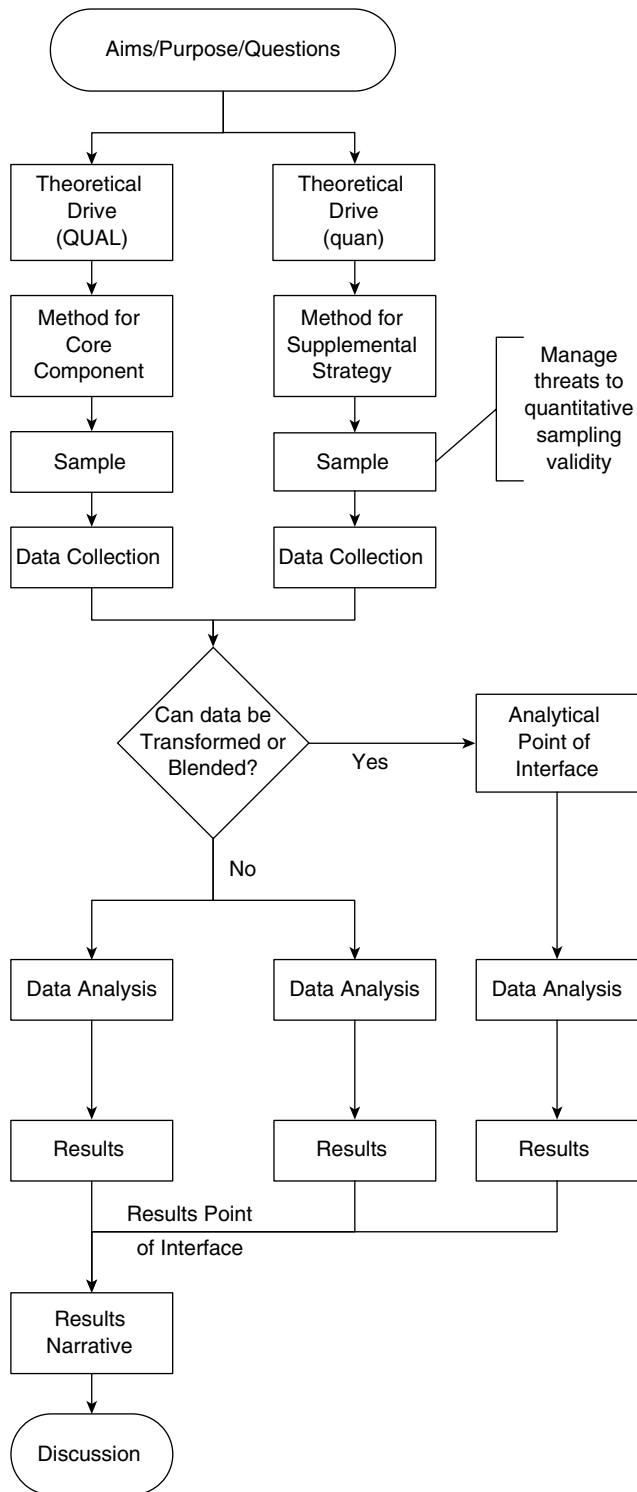 Aims/Purpose/Questions
Theoretical
Drive
(QUAL)
Theoretical
Drive
(quan)
Method for
Core
Component
Method for
Supplemental
Strategy
Manage
threats to
quantitative
sampling
validity
Sample
Sample
Data Collection
Data Collection
Can data be
Transformed or
Blended?
Yes
Analytical
Point of
Interface
No
Data Analysis
Data Analysis
Data Analysis
Results
Results
Results
Results Point
of Interface
Results
Narrative
Discussion